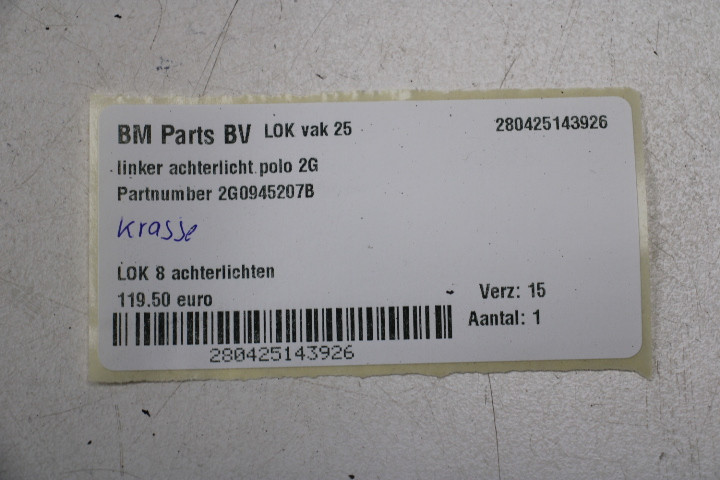 BM Parts BV LOK vak 25 280425143926
linker achterlicht polo 2G
Partnumber 2G0945207B
krasse
LOK 8 achterlichten
119.50 euro Verz: 15
Aantal: 1
280425143926